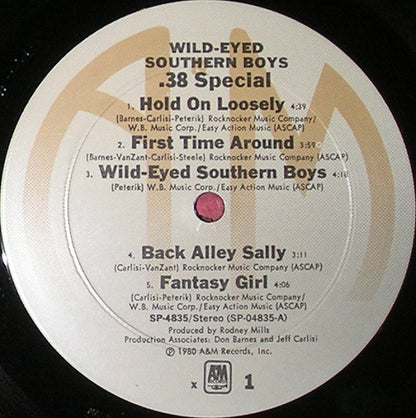 WILD-EYED
SOUTHERN BOYS
.38 Special
1. Hold On Loosely 4:39
(Barnes-Carlisi-Peterik) Rocknocker Music Company/
W.B. Music Corp./Easy Action Music (ASCAP)
2. First Time Around 3:59
(Barnes-VanZant-Carlisi-Steele) Rocknocker Music Company (ASCAP)
3. Wild-Eyed Southern Boys 4:18
(Peterik) W.B. Music Corp./Easy Action Music (ASCAP)
4. Back Alley Sally 3:11
(Carlisi-VanZant) Rocknocker Music Company (ASCAP)
5. Fantasy Girl 4:06
(Carlisi-Peterik) Rocknocker Music Company/
W.B. Music Corp./Easy Action Music (ASCAP)
SP-4835/Stereo (SP-04835-A)
Produced by Rodney Mills
Production Associates: Don Barnes and Jeff Carlisi
℗ 1980 A&M Records, Inc.
x A&M RECORDS 1